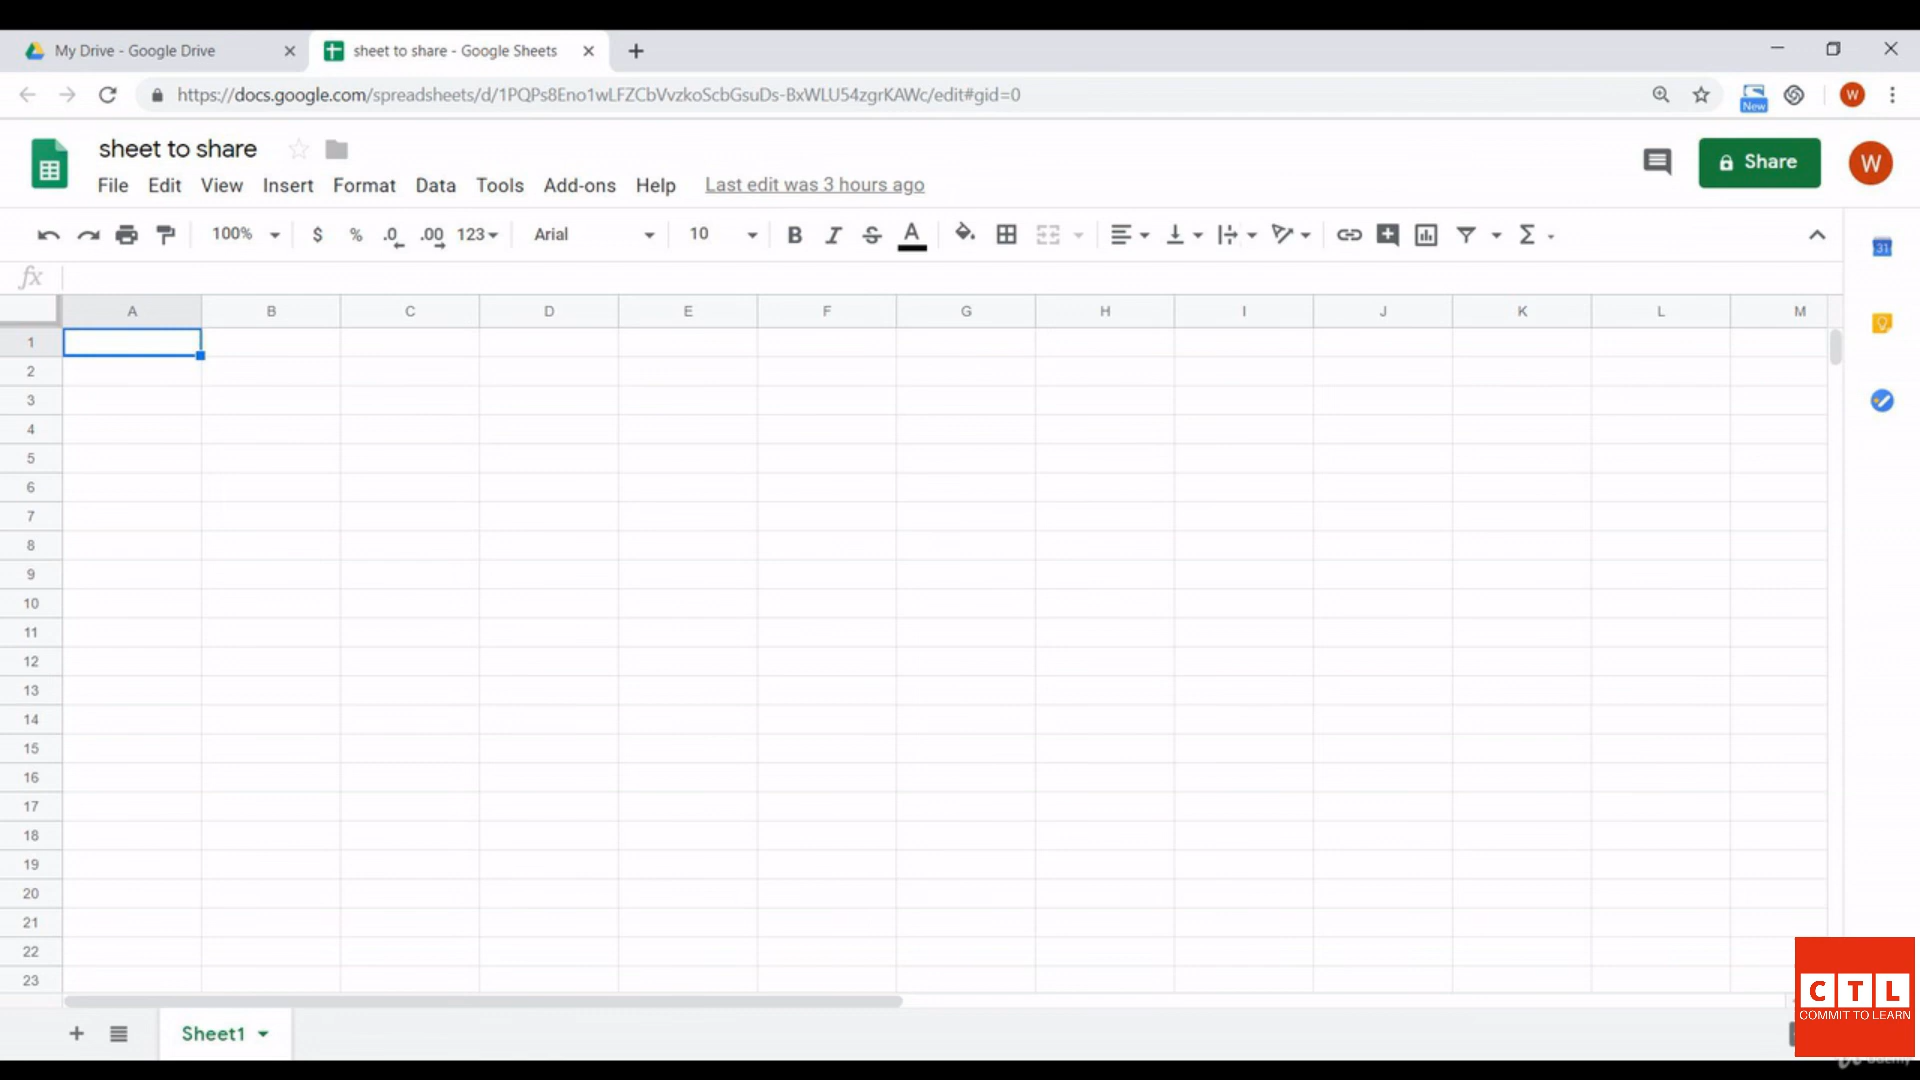 My Drive - Google Drive
sheet to share - Google Sheets
https://docs.google.com/spreadsheets/d/1PQPs8Eno1wLFZCbVvzkoScbGsuDs-BxWLU54zgrKAWc/edit#gid=0
New
W
sheet to share
Share
W
File Edit View Insert Format Data Tools Add-ons Help Last edit was 3 hours ago
100% $ % .0 .00 123 Arial 10 B I S A Σ
31
fx
A B C D E F G H I J K L M
1
2
3
4
5
6
7
8
9
10
11
12
13
14
15
16
17
18
19
20
21
22
23
CTL
COMMIT TO LEARN
Sheet1